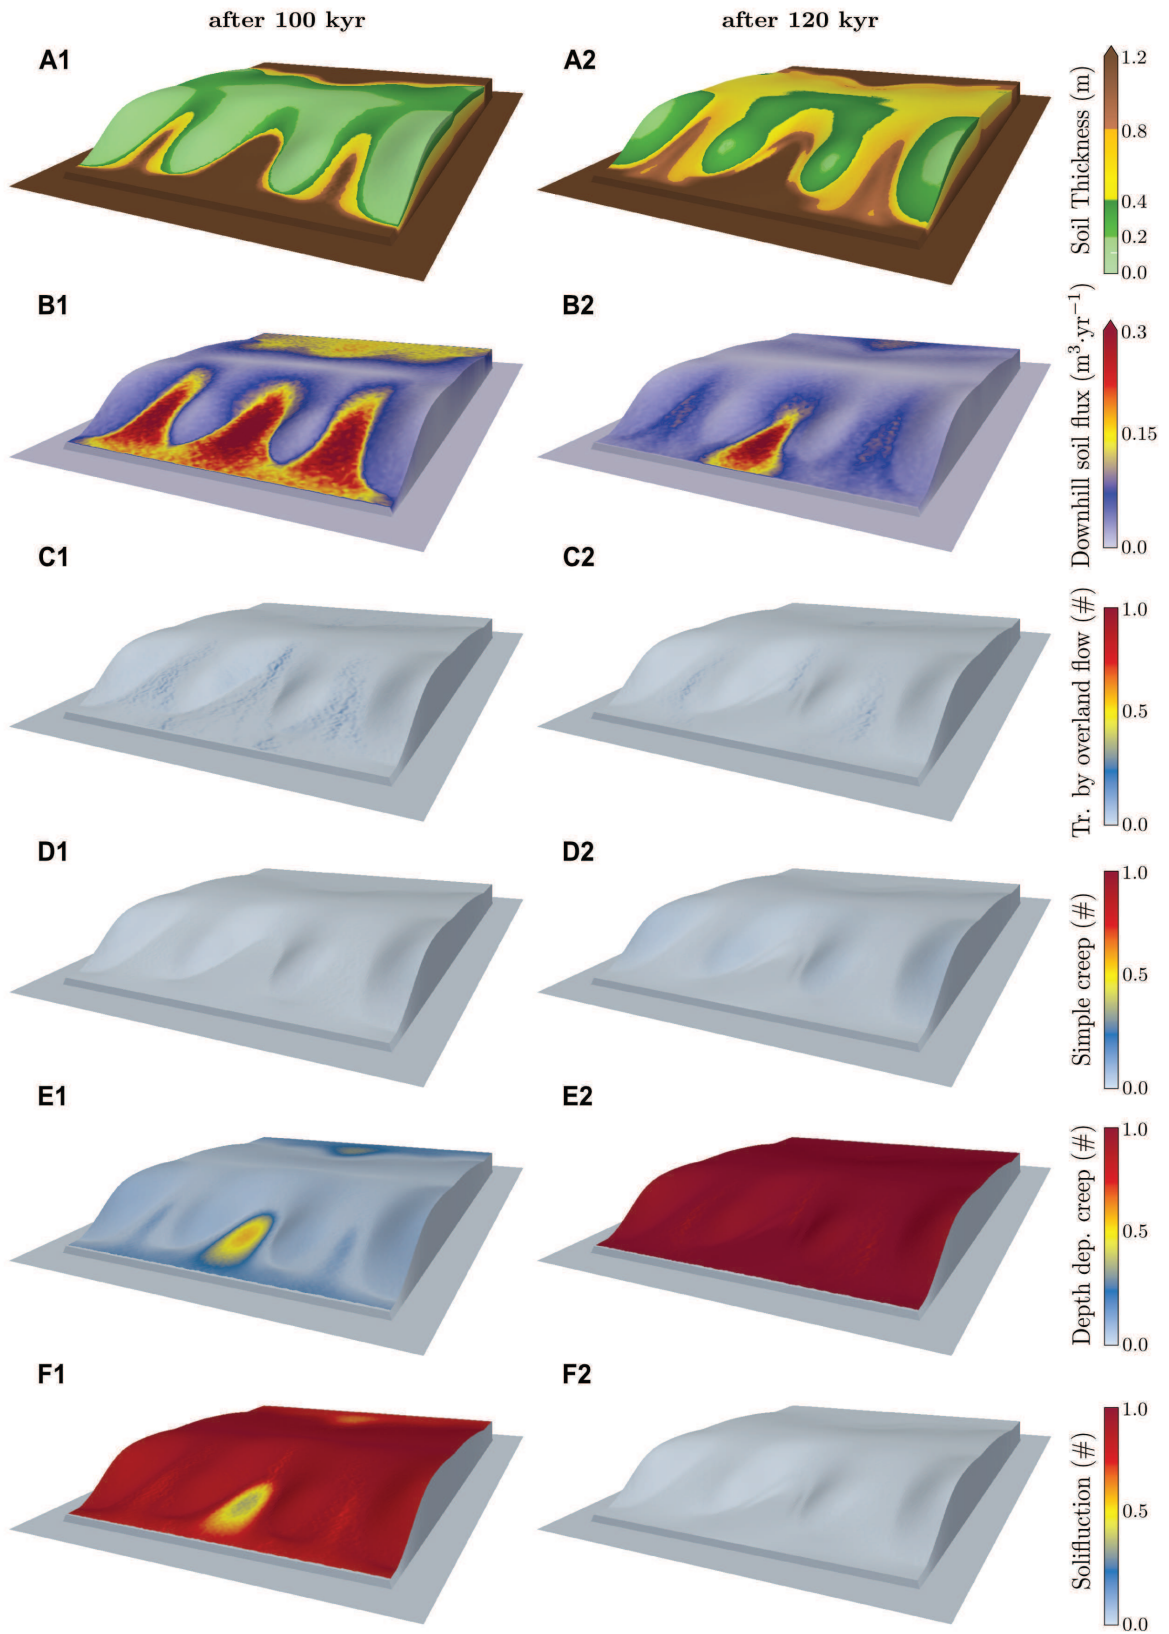 after 100 kyr
after 120 kyr
A1
A2
Soil Thickness (m)
1.2
0.8
0.4
0.2
0.0
B1
B2
Downhill soil flux (m³·yr⁻¹)
0.3
0.15
0.0
C1
C2
Tr. by overland flow (#)
1.0
0.5
0.0
D1
D2
Simple creep (#)
1.0
0.5
0.0
E1
E2
Depth dep. creep (#)
1.0
0.5
0.0
F1
F2
Solifluction (#)
1.0
0.5
0.0